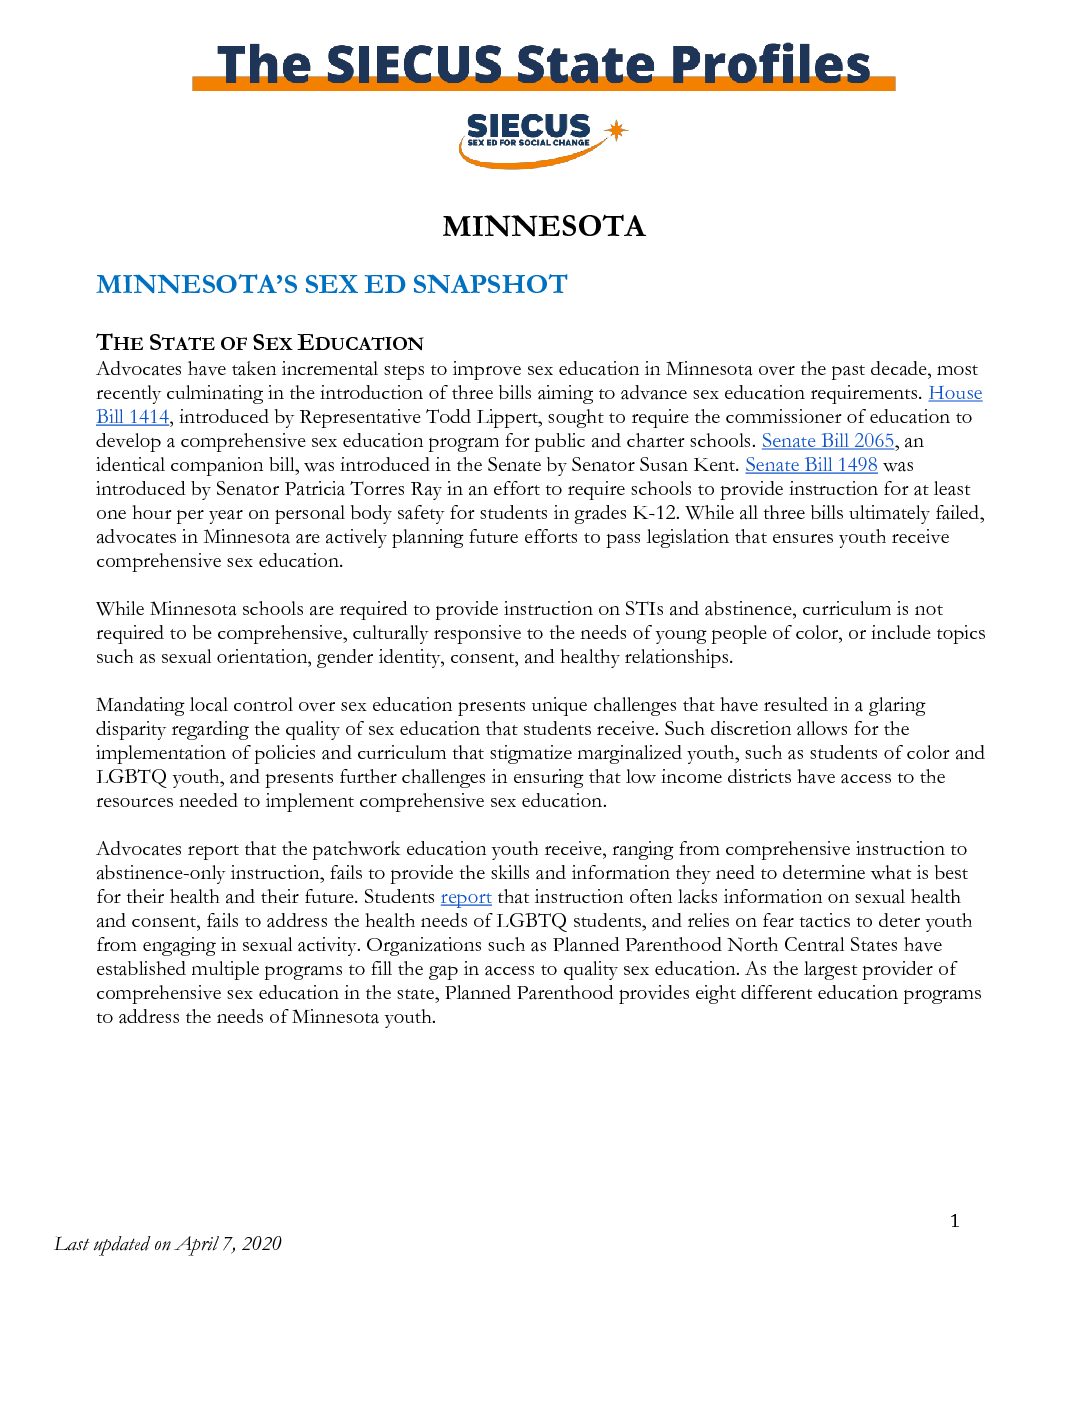 The SIECUS State Profiles
SIECUS
SEX ED FOR SOCIAL CHANGE
MINNESOTA
MINNESOTA’S SEX ED SNAPSHOT
THE STATE OF SEX EDUCATION
Advocates have taken incremental steps to improve sex education in Minnesota over the past decade, most
recently culminating in the introduction of three bills aiming to advance sex education requirements. House
Bill 1414, introduced by Representative Todd Lippert, sought to require the commissioner of education to
develop a comprehensive sex education program for public and charter schools. Senate Bill 2065, an
identical companion bill, was introduced in the Senate by Senator Susan Kent. Senate Bill 1498 was
introduced by Senator Patricia Torres Ray in an effort to require schools to provide instruction for at least
one hour per year on personal body safety for students in grades K-12. While all three bills ultimately failed,
advocates in Minnesota are actively planning future efforts to pass legislation that ensures youth receive
comprehensive sex education.
While Minnesota schools are required to provide instruction on STIs and abstinence, curriculum is not
required to be comprehensive, culturally responsive to the needs of young people of color, or include topics
such as sexual orientation, gender identity, consent, and healthy relationships.
Mandating local control over sex education presents unique challenges that have resulted in a glaring
disparity regarding the quality of sex education that students receive. Such discretion allows for the
implementation of policies and curriculum that stigmatize marginalized youth, such as students of color and
LGBTQ youth, and presents further challenges in ensuring that low income districts have access to the
resources needed to implement comprehensive sex education.
Advocates report that the patchwork education youth receive, ranging from comprehensive instruction to
abstinence-only instruction, fails to provide the skills and information they need to determine what is best
for their health and their future. Students report that instruction often lacks information on sexual health
and consent, fails to address the health needs of LGBTQ students, and relies on fear tactics to deter youth
from engaging in sexual activity. Organizations such as Planned Parenthood North Central States have
established multiple programs to fill the gap in access to quality sex education. As the largest provider of
comprehensive sex education in the state, Planned Parenthood provides eight different education programs
to address the needs of Minnesota youth.
1
Last updated on April 7, 2020